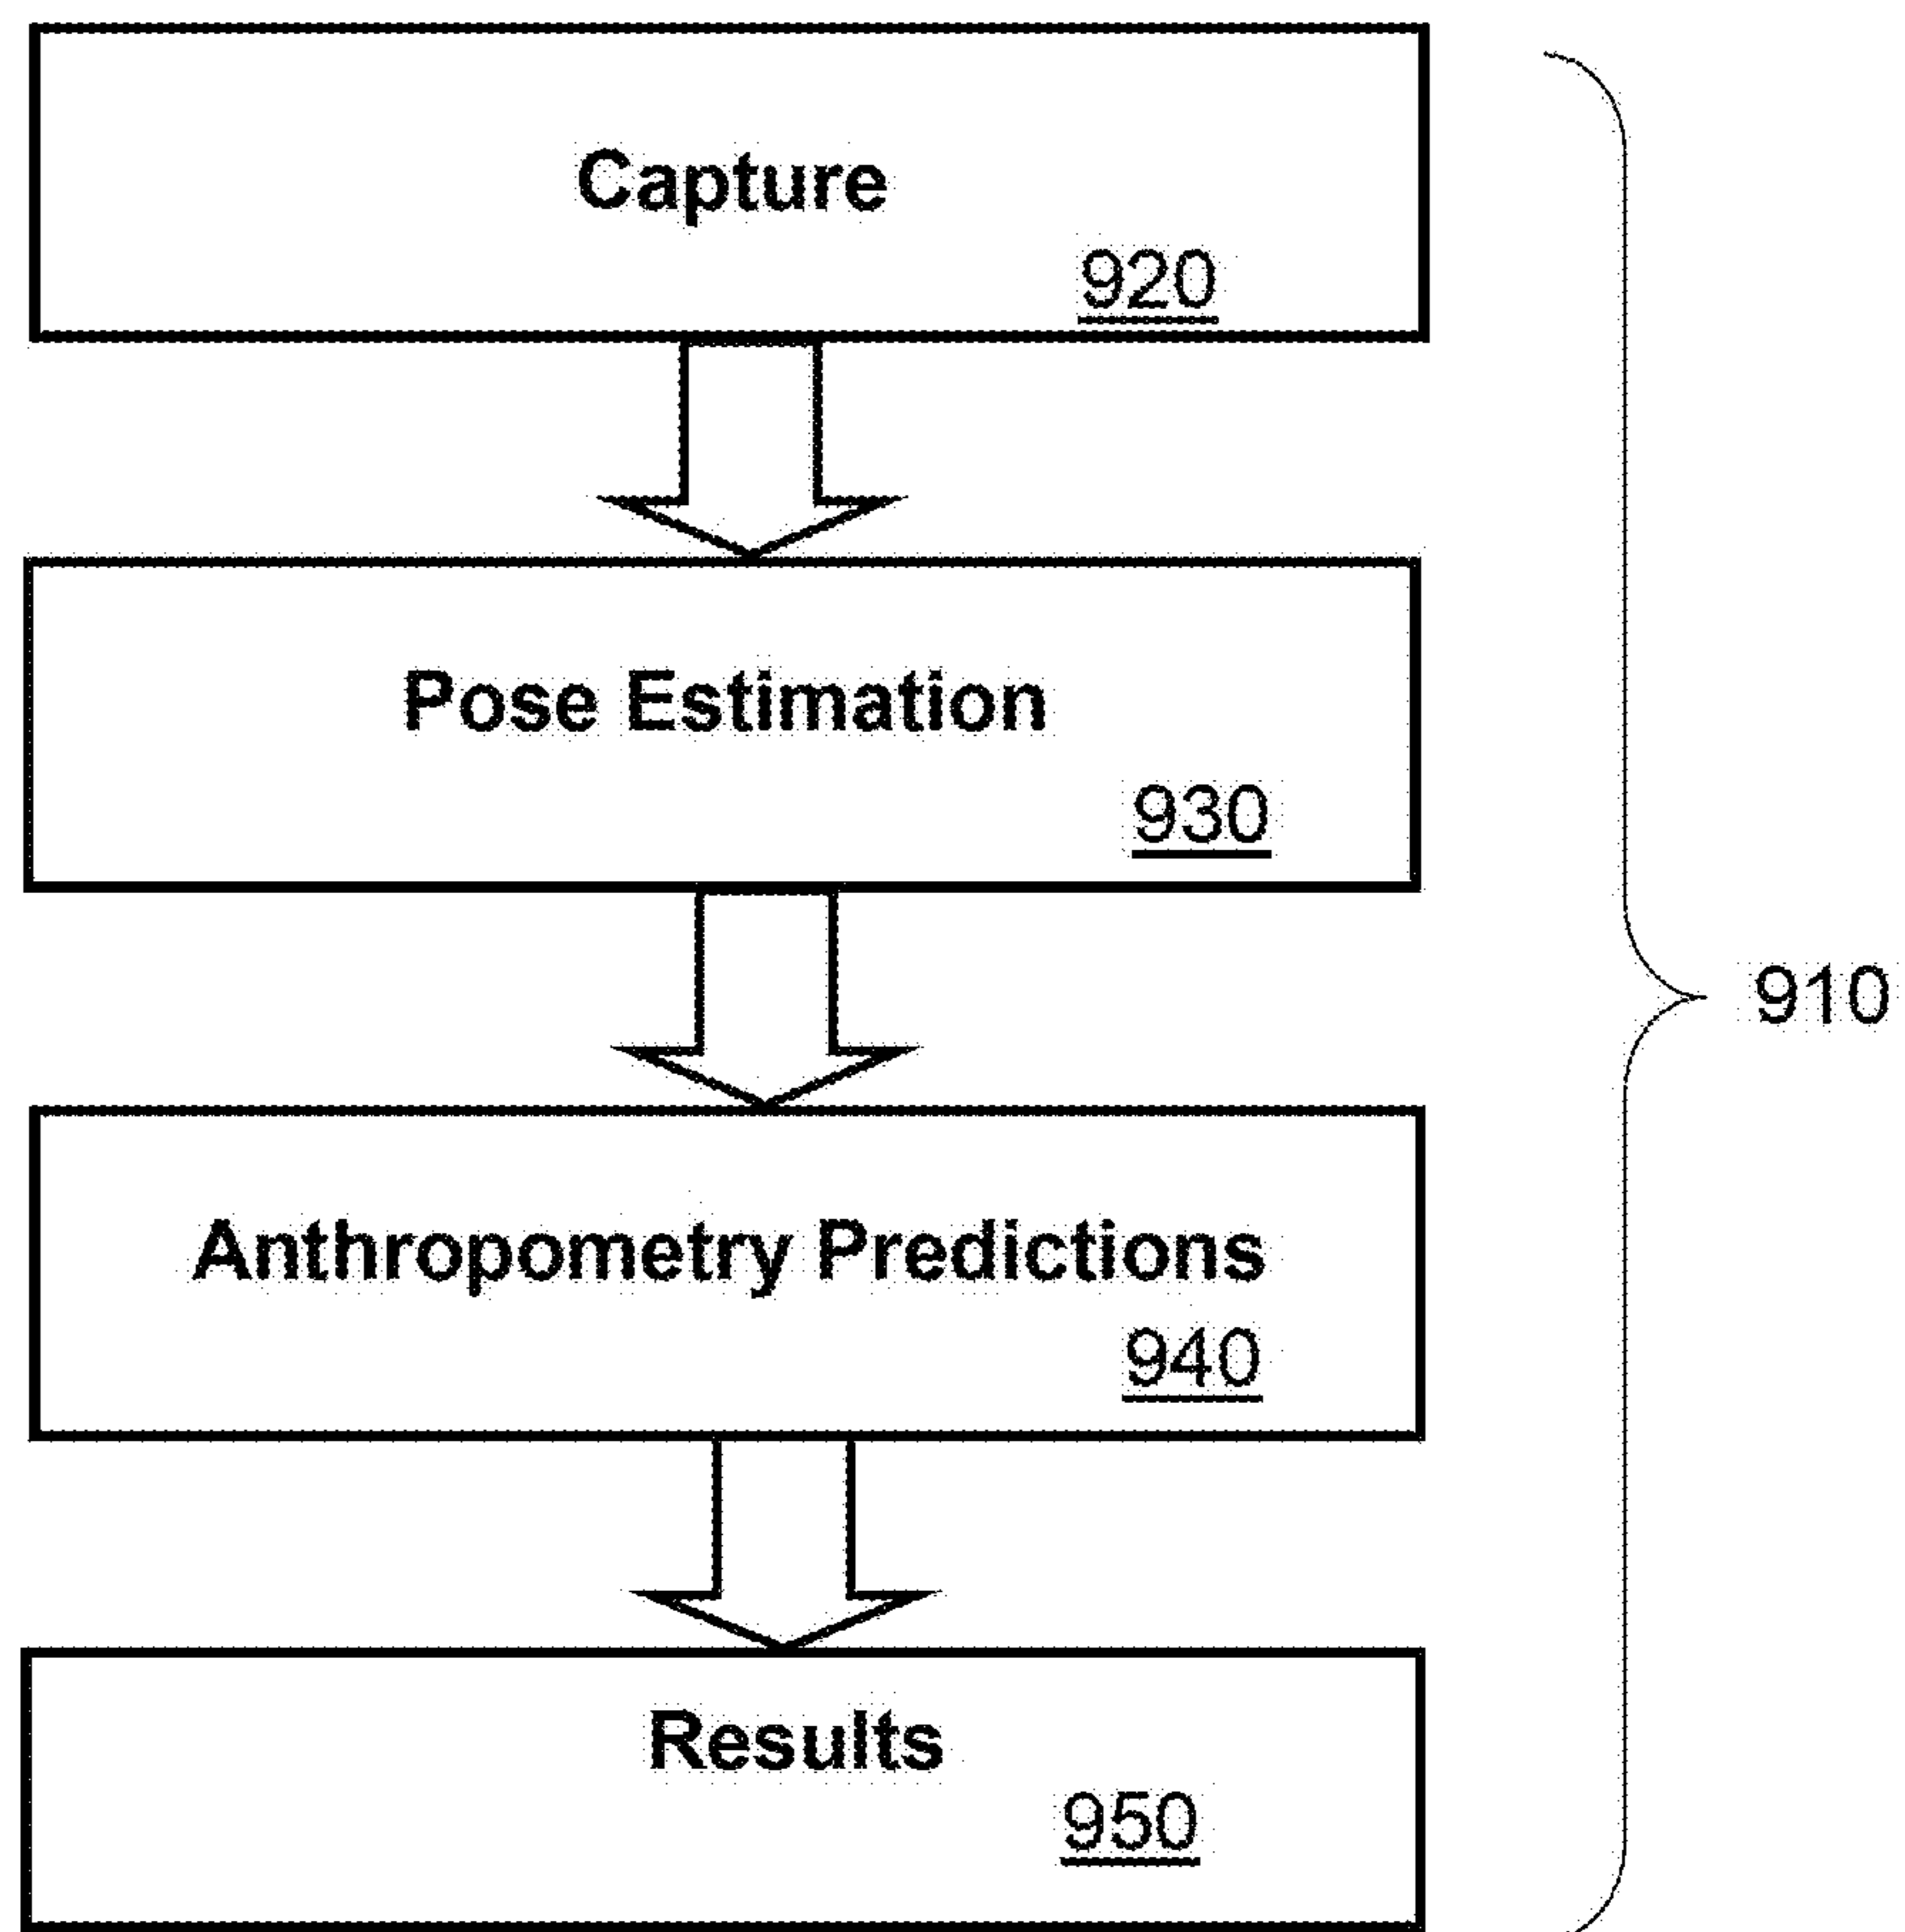 Capture
920
Pose Estimation
930
910
Anthropometry Predictions
940
Results
950